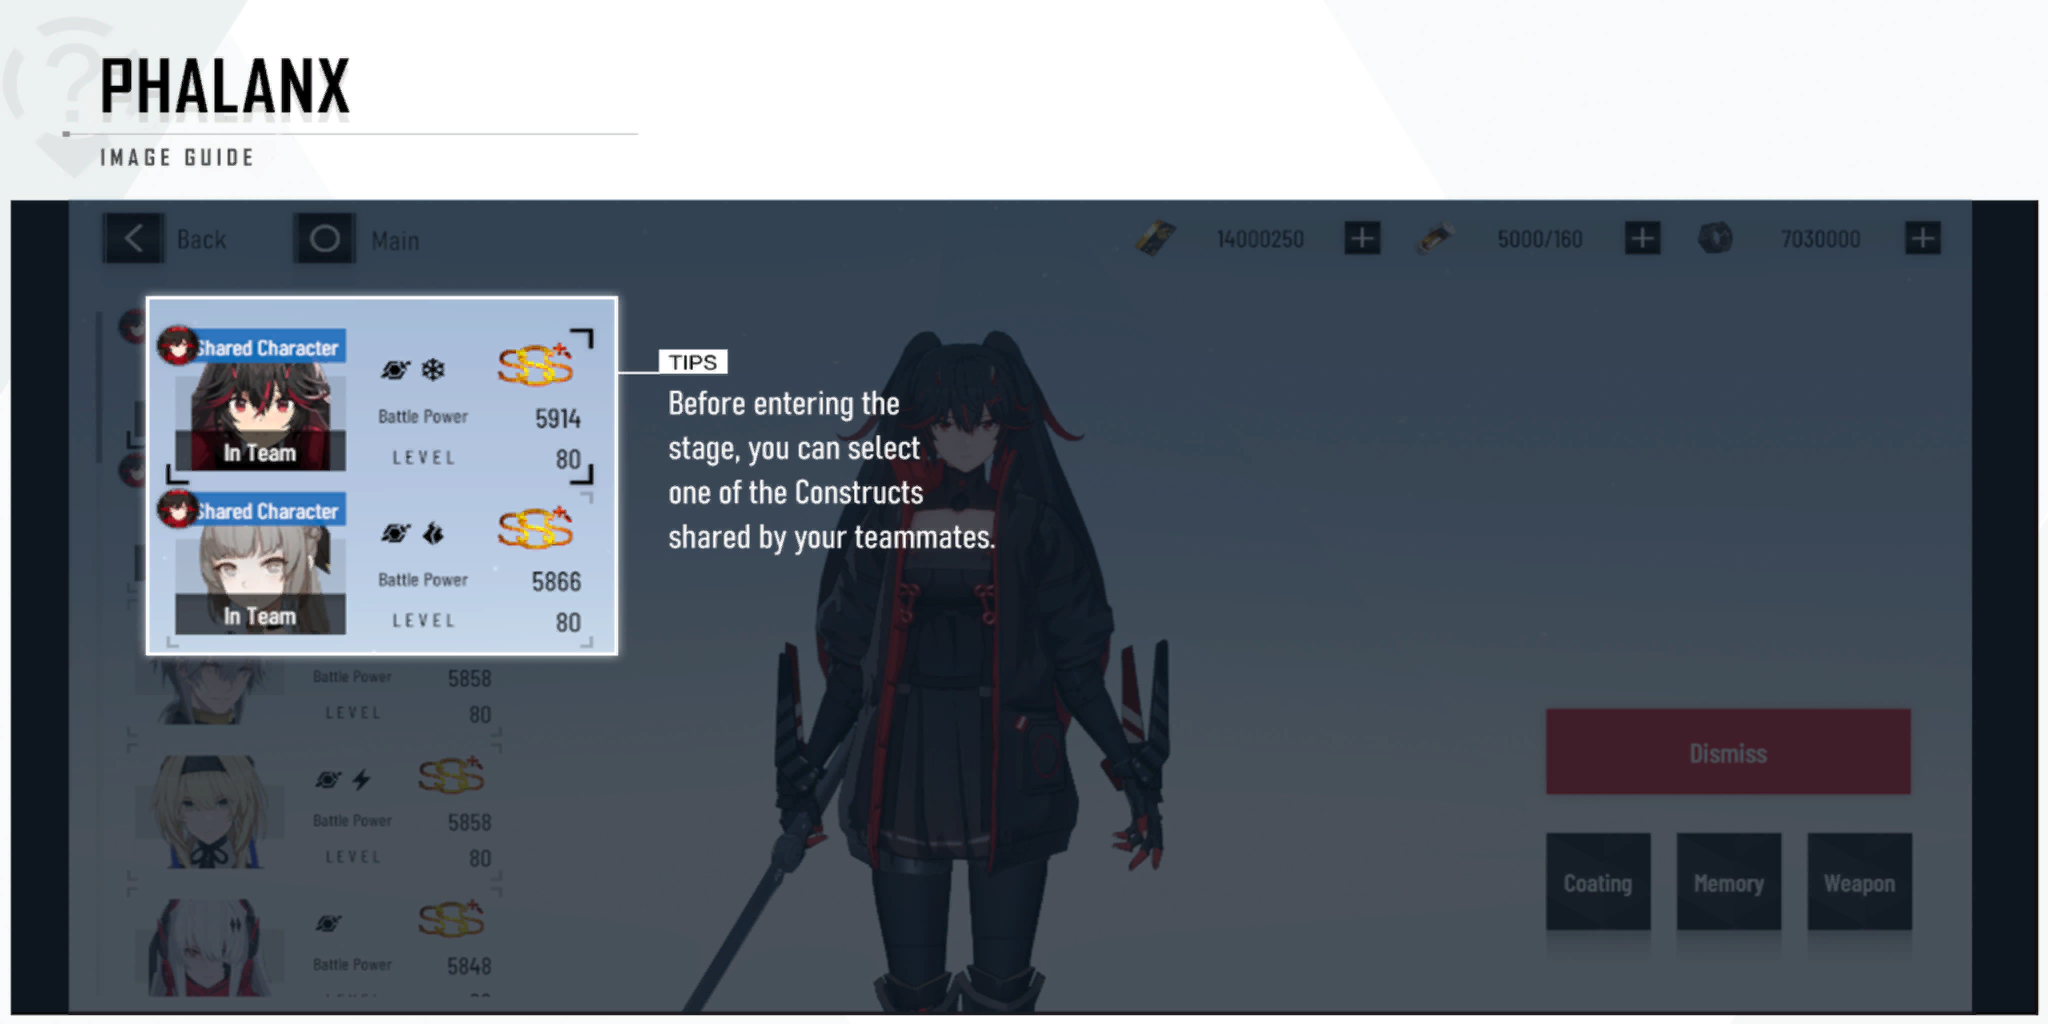 PHALANX
IMAGE GUIDE
Back
Main
14000250
5000/160
7030000
Shared Character
In Team
Battle Power
5914
LEVEL
80
Shared Character
In Team
Battle Power
5866
LEVEL
80
TIPS
Before entering the
stage, you can select
one of the Constructs
shared by your teammates.
Battle Power
5858
LEVEL
80
Battle Power
5858
LEVEL
80
Battle Power
5848
Dismiss
Coating
Memory
Weapon